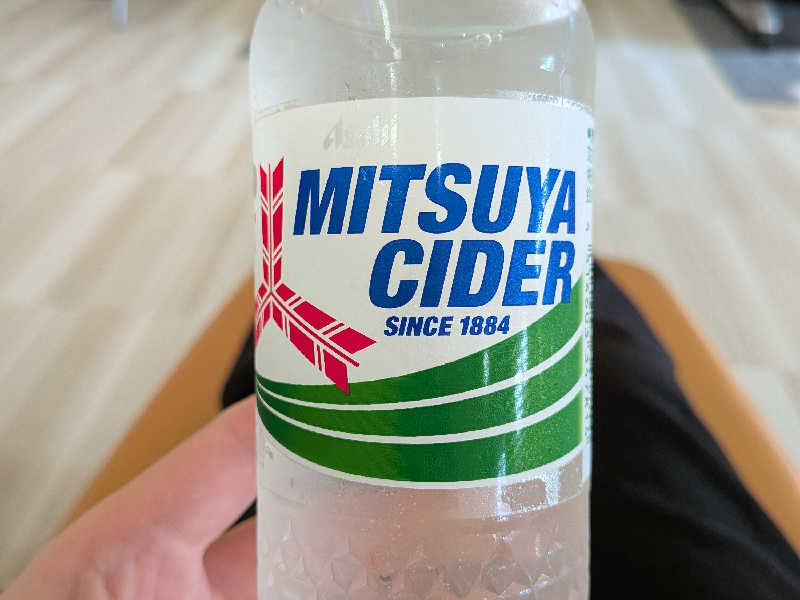 Asahi
MITSUYA
CIDER
SINCE 1884